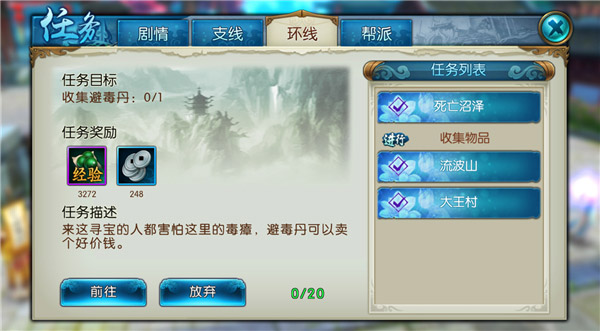 任务
剧情
支线
环线
帮派
任务目标
收集避毒丹：0/1
任务奖励
经验
3272
248
任务描述
来这寻宝的人都害怕这里的毒瘴，避毒丹可以卖
个好价钱。
前往
放弃
0/20
任务列表
死亡沼泽
进行
收集物品
流波山
大王村